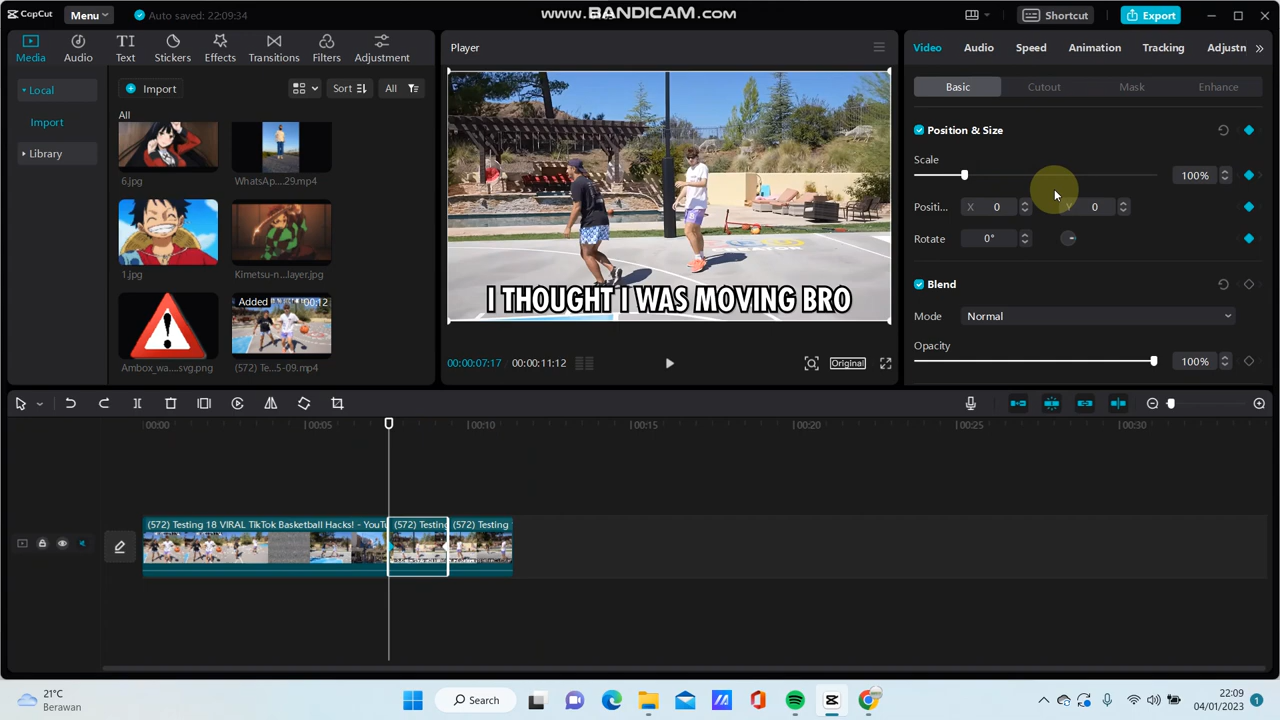 CapCut
Menu
Auto saved: 22:09:34
WWW.BANDICAM.COM
Shortcut
Export
Media
Audio
Text
Stickers
Effects
Transitions
Filters
Adjustment
Local
Import
Library
Import
Sort
All
All
6.jpg
WhatsAp...29.mp4
1.jpg
Kimetsu-n...layer.jpg
Added
00:12
Ambox_wa....svg.png
(572) Te...5-09.mp4
Player
I THOUGHT I WAS MOVING BRO
00:00:07:17
00:00:11:12
Original
Video
Audio
Speed
Animation
Tracking
Adjustn
Basic
Cutout
Mask
Enhance
Position & Size
Scale
100%
Positi...
X
0
Y
0
Rotate
0°
Blend
Mode
Normal
Opacity
100%
00:00
00:05
00:10
00:15
00:20
00:25
00:30
(572) Testing 18 VIRAL TikTok Basketball Hacks! - YouTu
(572) Testing
(572) Testing
21°C
Berawan
Search
22:09
04/01/2023
1